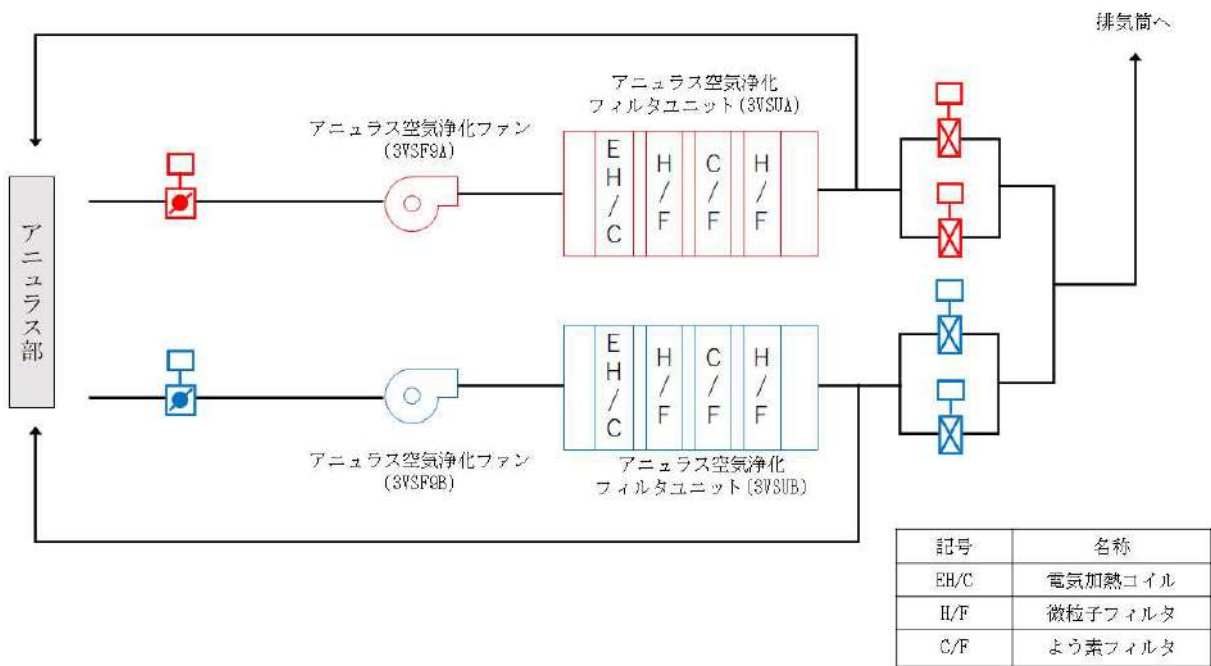 排気筒へ
アニュラス空気浄化
フィルタユニット(3VSUA)
アニュラス空気浄化ファン
(3VSF9A)
EH/C
H/F
C/F
H/F
アニュラス部
EH/C
H/F
C/F
H/F
アニュラス空気浄化ファン
(3VSF9B)
アニュラス空気浄化
フィルタユニット(3VSUB)
記号 名称
EH/C 電気加熱コイル
H/F 微粒子フィルタ
C/F よう素フィルタ